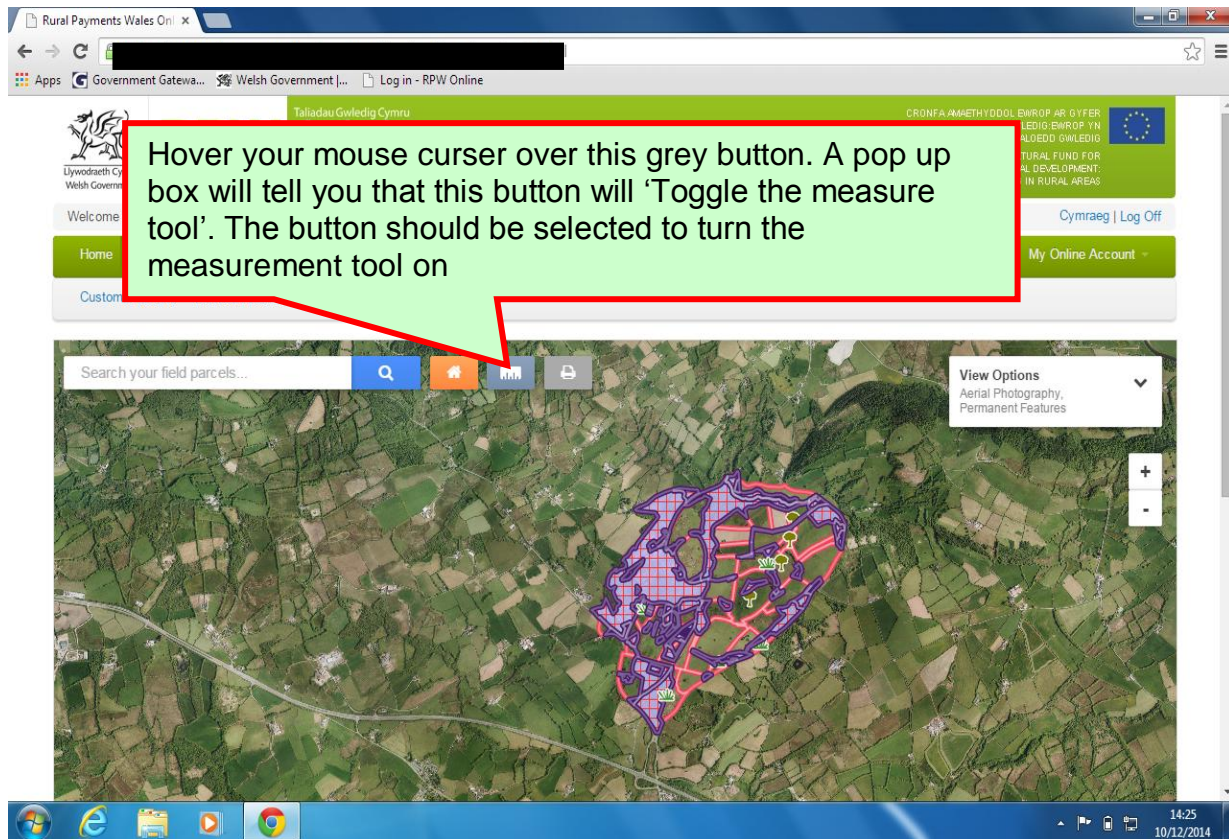 Rural Payments Wales Onl
Apps Government Gatewa... Welsh Government |... Log in - RPW Online
Taliadau Gwledig Cymru
CRONFA AMAETHYDDOL EWROP AR GYFER
LEDIG: EWROP YN
ALOEDD GWLEDIG
TURAL FUND FOR
AL DEVELOPMENT:
IN RURAL AREAS
Llywodraeth Cy
Welsh Governm
Hover your mouse curser over this grey button. A pop up
box will tell you that this button will ‘Toggle the measure
tool’. The button should be selected to turn the
measurement tool on
Welcome
Cymraeg | Log Off
Home
My Online Account
Custom
Search your field parcels...
View Options
Aerial Photography,
Permanent Features
+
-
14:25
10/12/2014